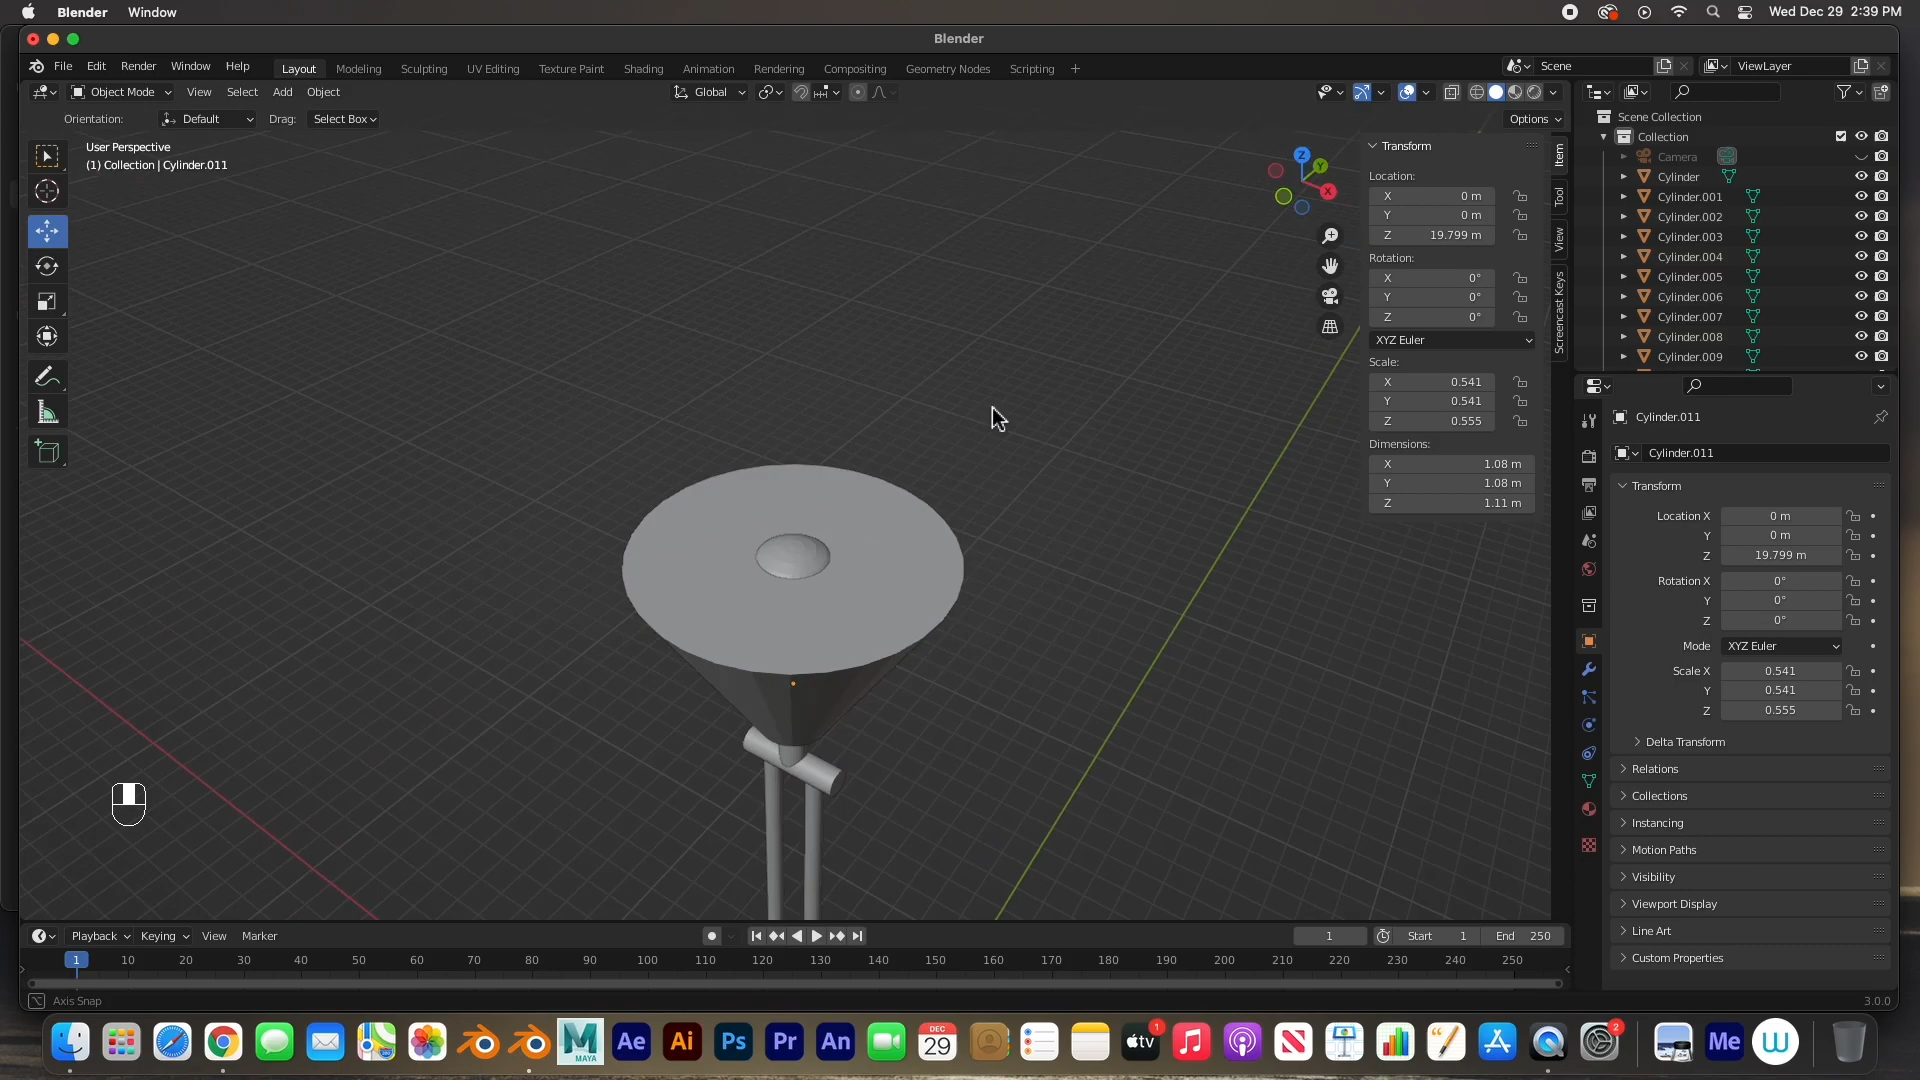 Blender Window Wed Dec 29 2:39 PM
Blender
File Edit Render Window Help Layout Modeling Sculpting UV Editing Texture Paint Shading Animation Rendering Compositing Geometry Nodes Scripting + Scene ViewLayer
Object Mode View Select Add Object Global
Orientation: Default Drag: Select Box Options
User Perspective
(1) Collection | Cylinder.011
Transform
Location:
X 0 m
Y 0 m
Z 19.799 m
Rotation:
X 0°
Y 0°
Z 0°
XYZ Euler
Scale:
X 0.541
Y 0.541
Z 0.555
Dimensions:
X 1.08 m
Y 1.08 m
Z 1.11 m
Item
Tool
View
Screencast Keys
Z
Y
X
Scene Collection
Collection
Camera
Cylinder
Cylinder.001
Cylinder.002
Cylinder.003
Cylinder.004
Cylinder.005
Cylinder.006
Cylinder.007
Cylinder.008
Cylinder.009
Cylinder.011
Cylinder.011
Transform
Location X 0 m
Y 0 m
Z 19.799 m
Rotation X 0°
Y 0°
Z 0°
Mode XYZ Euler
Scale X 0.541
Y 0.541
Z 0.555
Delta Transform
Relations
Collections
Instancing
Motion Paths
Visibility
Viewport Display
Line Art
Custom Properties
Playback Keying View Marker 1 Start 1 End 250
1 10 20 30 40 50 60 70 80 90 100 110 120 130 140 150 160 170 180 190 200 210 220 230 240 250
Axis Snap 3.0.0
MAYA Ae Ai Ps Pr An DEC 29 tv 1 2 Me W